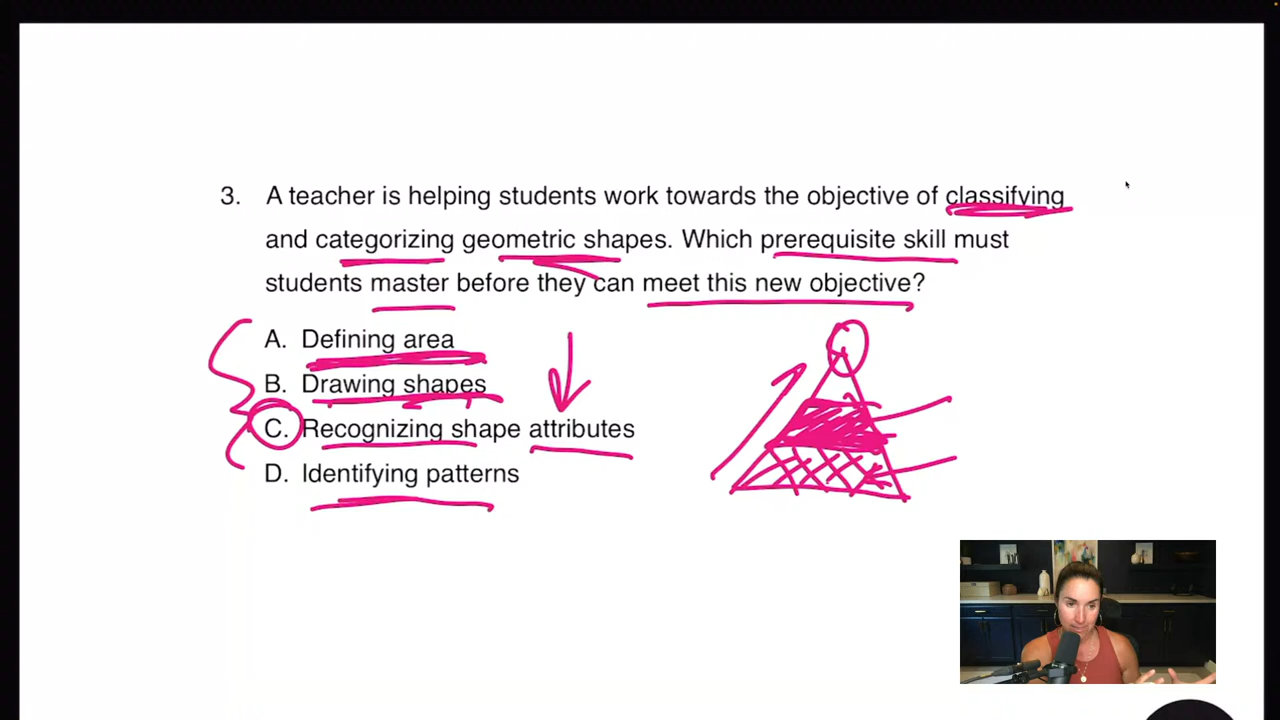 3. A teacher is helping students work towards the objective of classifying
and categorizing geometric shapes. Which prerequisite skill must
students master before they can meet this new objective?
A. Defining area
B. Drawing shapes
C. Recognizing shape attributes
D. Identifying patterns